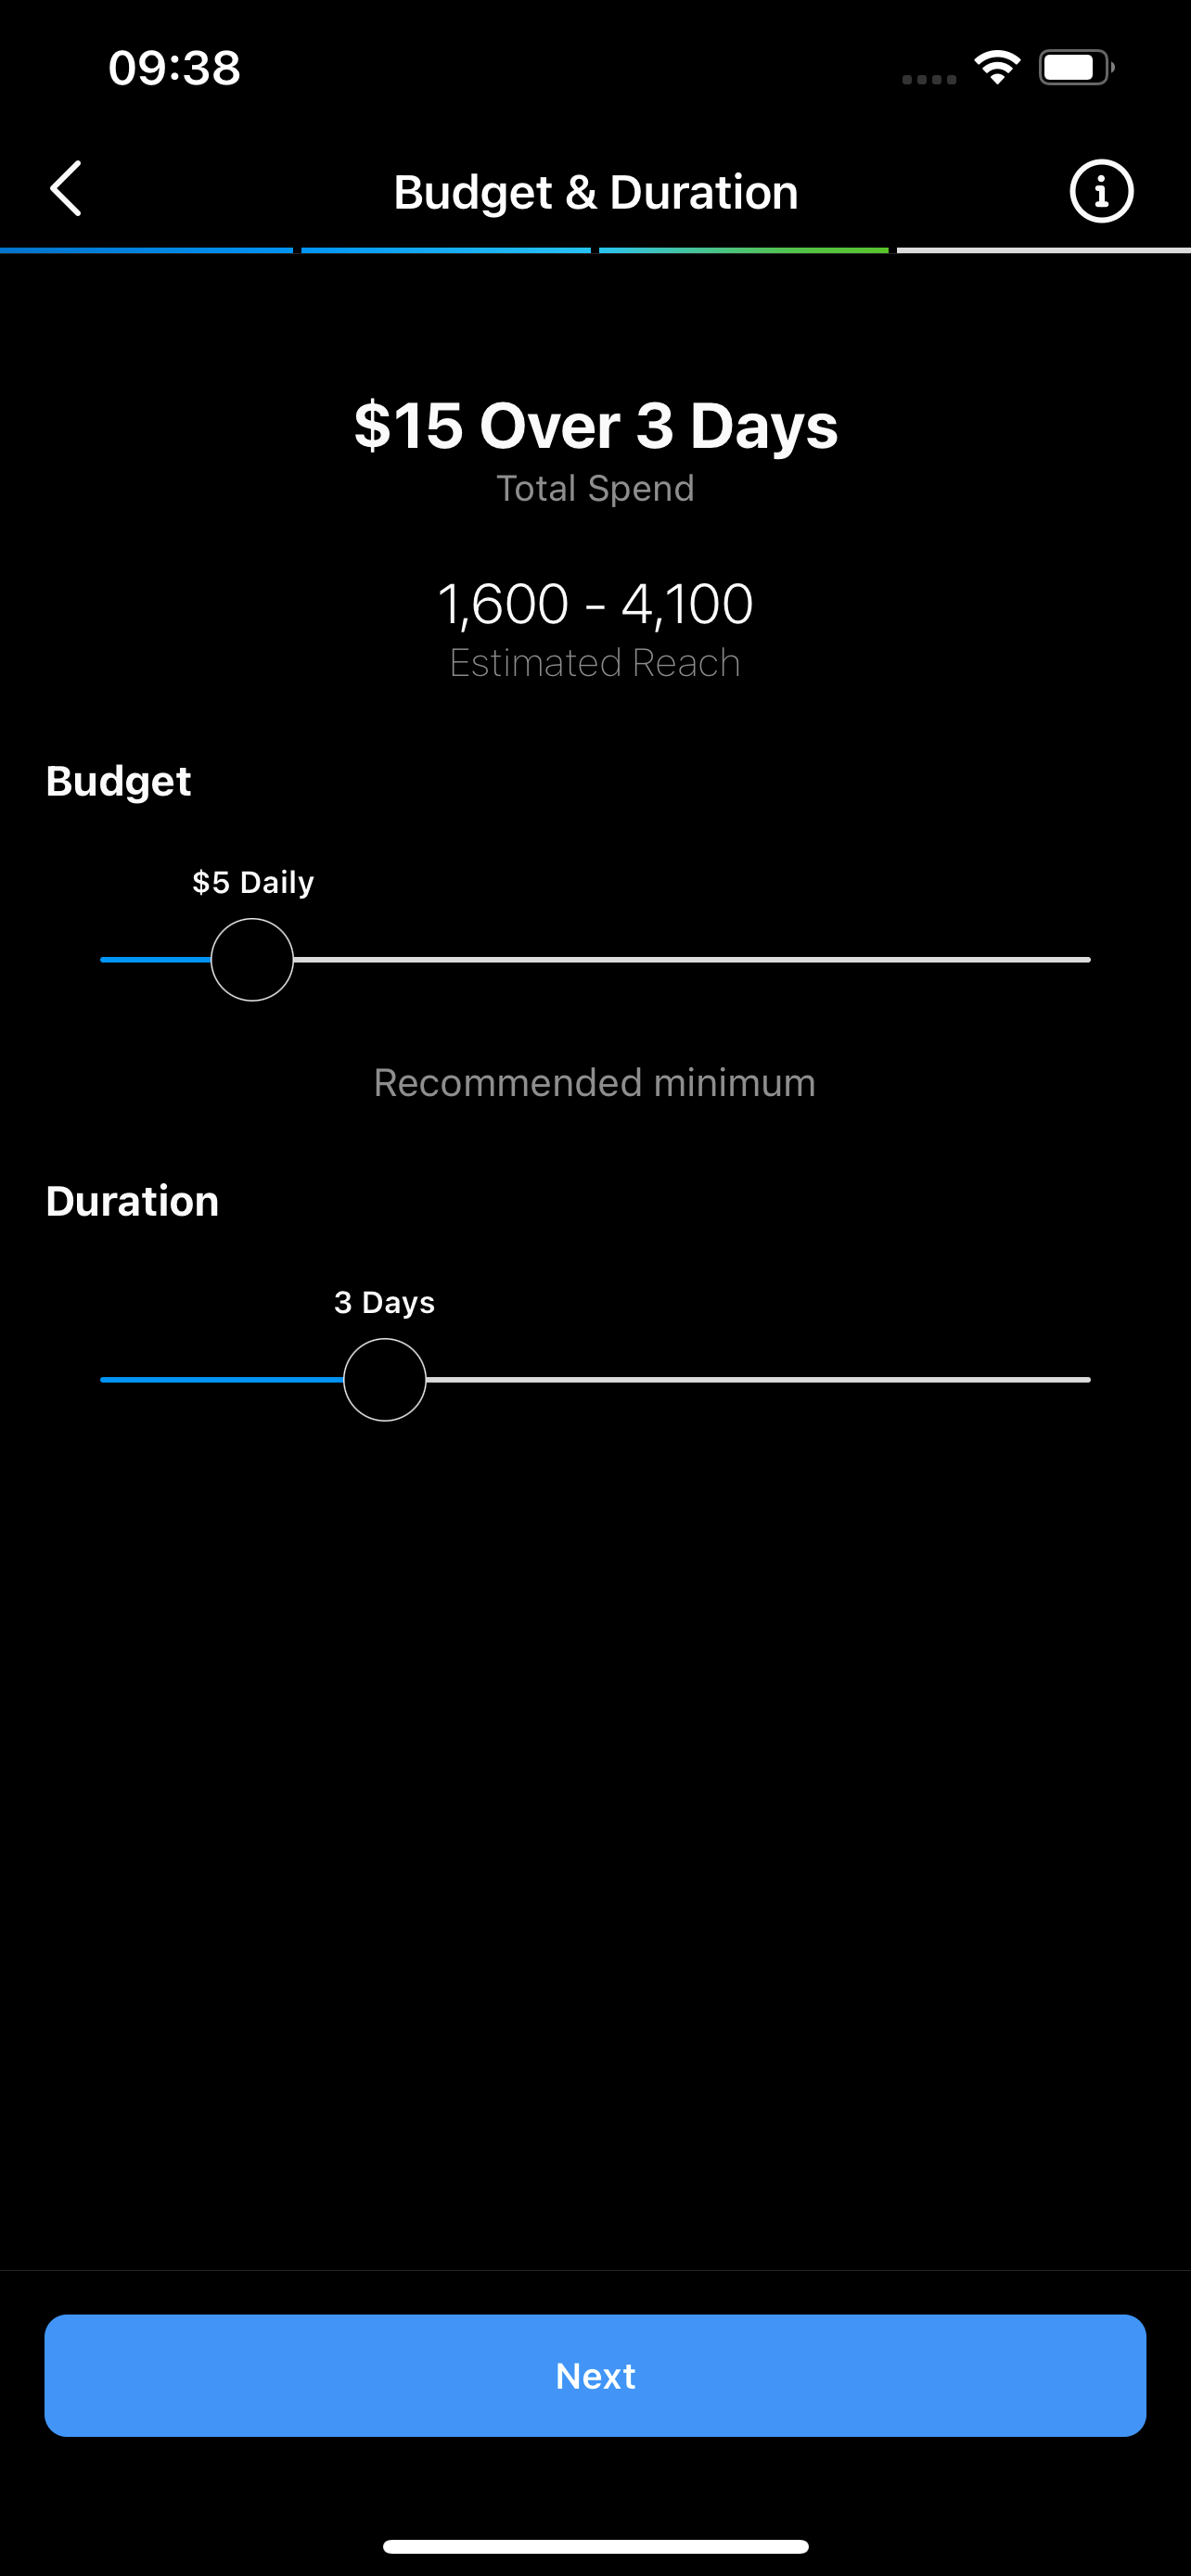 09:38
Budget & Duration
$15 Over 3 Days
Total Spend
1,600 - 4,100
Estimated Reach
Budget
$5 Daily
Recommended minimum
Duration
3 Days
Next